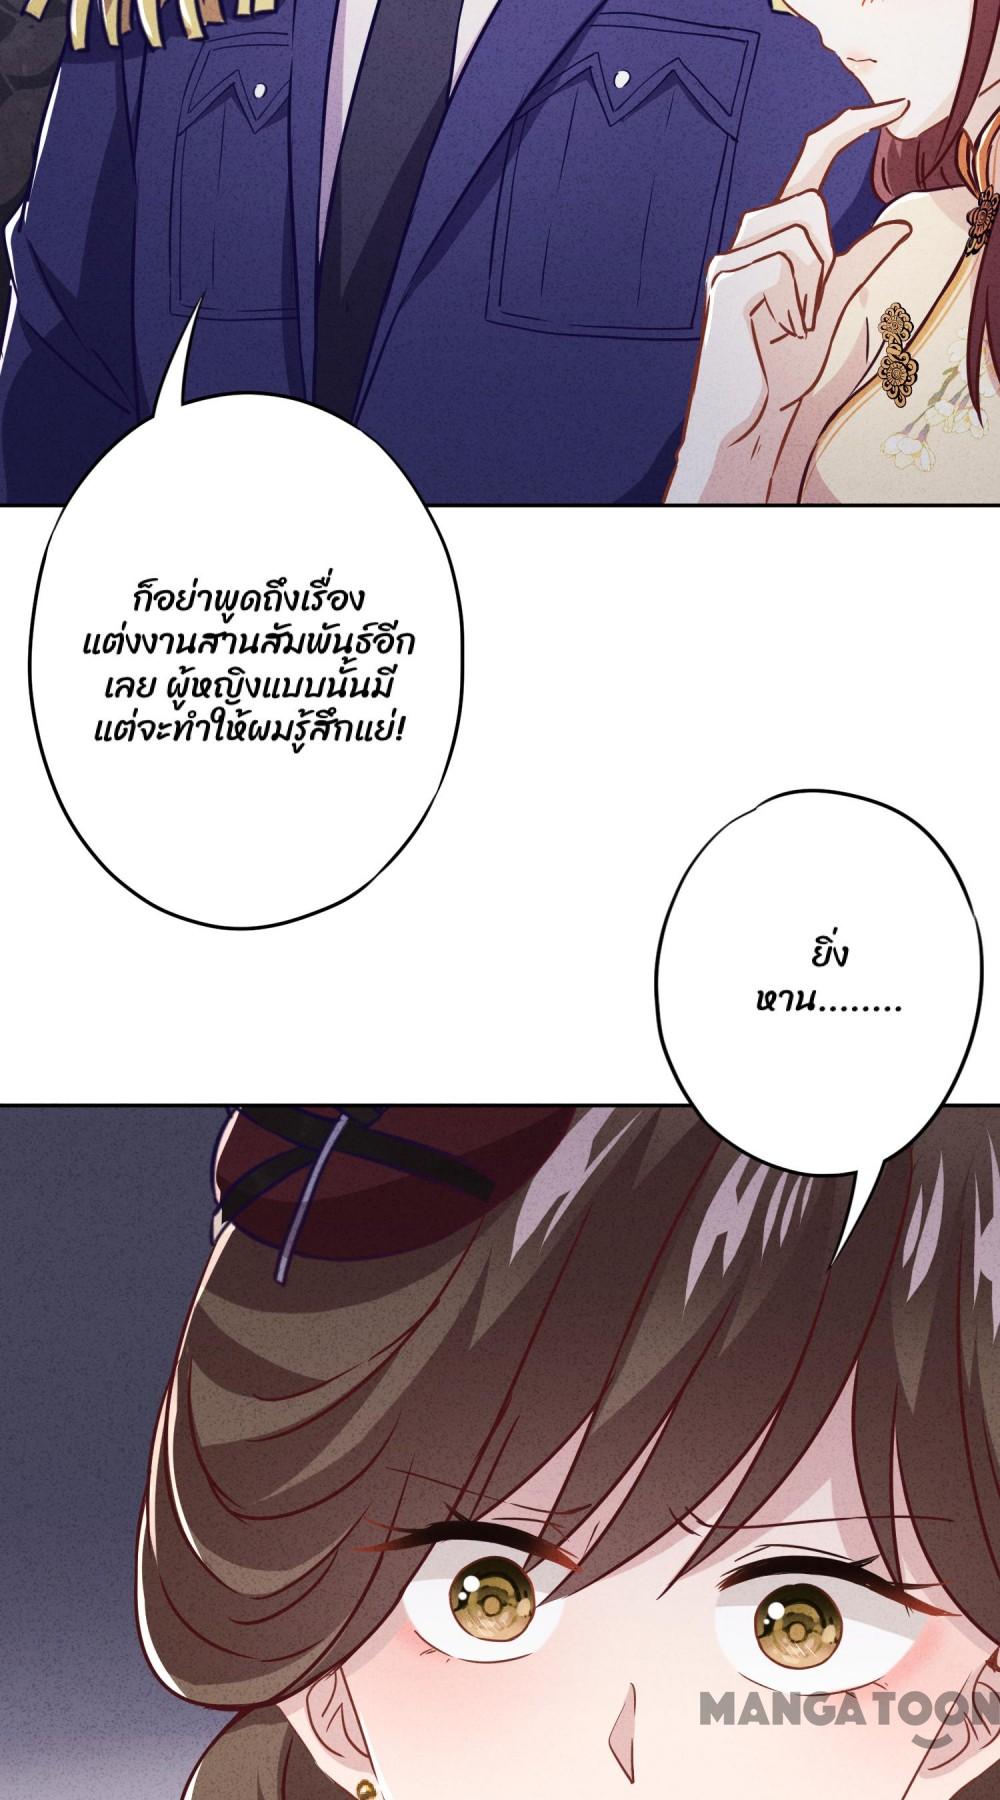 ก็อย่าพูดถึงเรื่อง
แต่งงานสานสัมพันธ์อีก
เลย ผู้หญิงแบบนั้นมี
แต่จะทำให้ผมรู้สึกแย่!
ยิ่ง
หาน........
MANGATOON